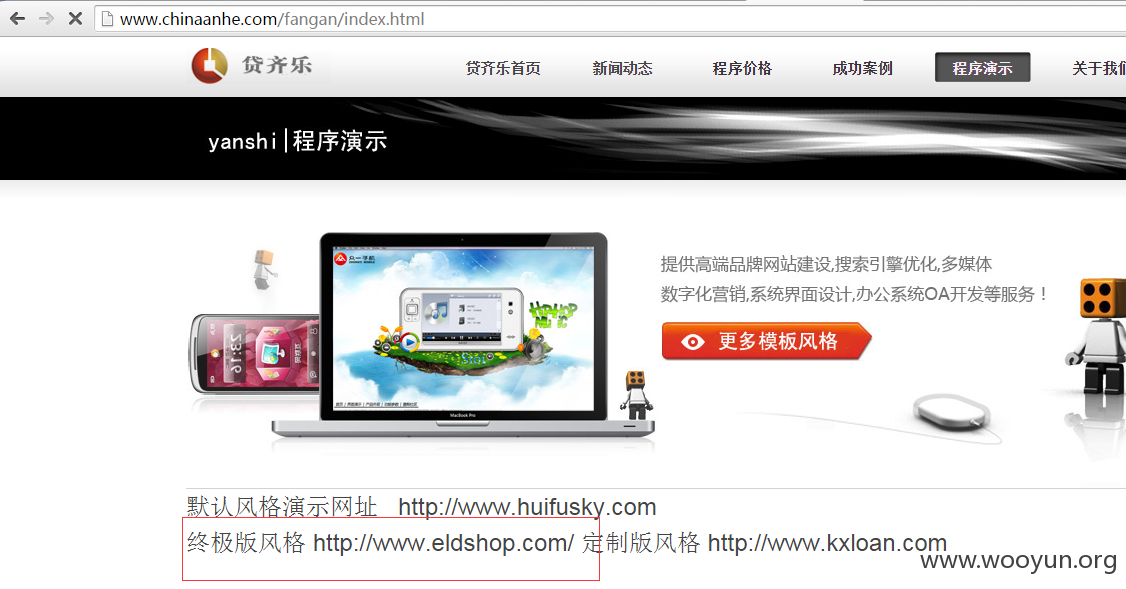 www.chinaanhe.com/fangan/index.html
贷齐乐
贷齐乐首页 新闻动态 程序价格 成功案例 程序演示 关于我们
yanshi|程序演示
提供高端品牌网站建设,搜索引擎优化,多媒体
数字化营销,系统界面设计,办公系统OA开发等服务！
更多模板风格
23:16
HIPHOP
MUSIC
MacBook Pro
默认风格演示网址 http://www.huifusky.com
终极版风格 http://www.eldshop.com/ 定制版风格 http://www.kxloan.com
www.wooyun.org